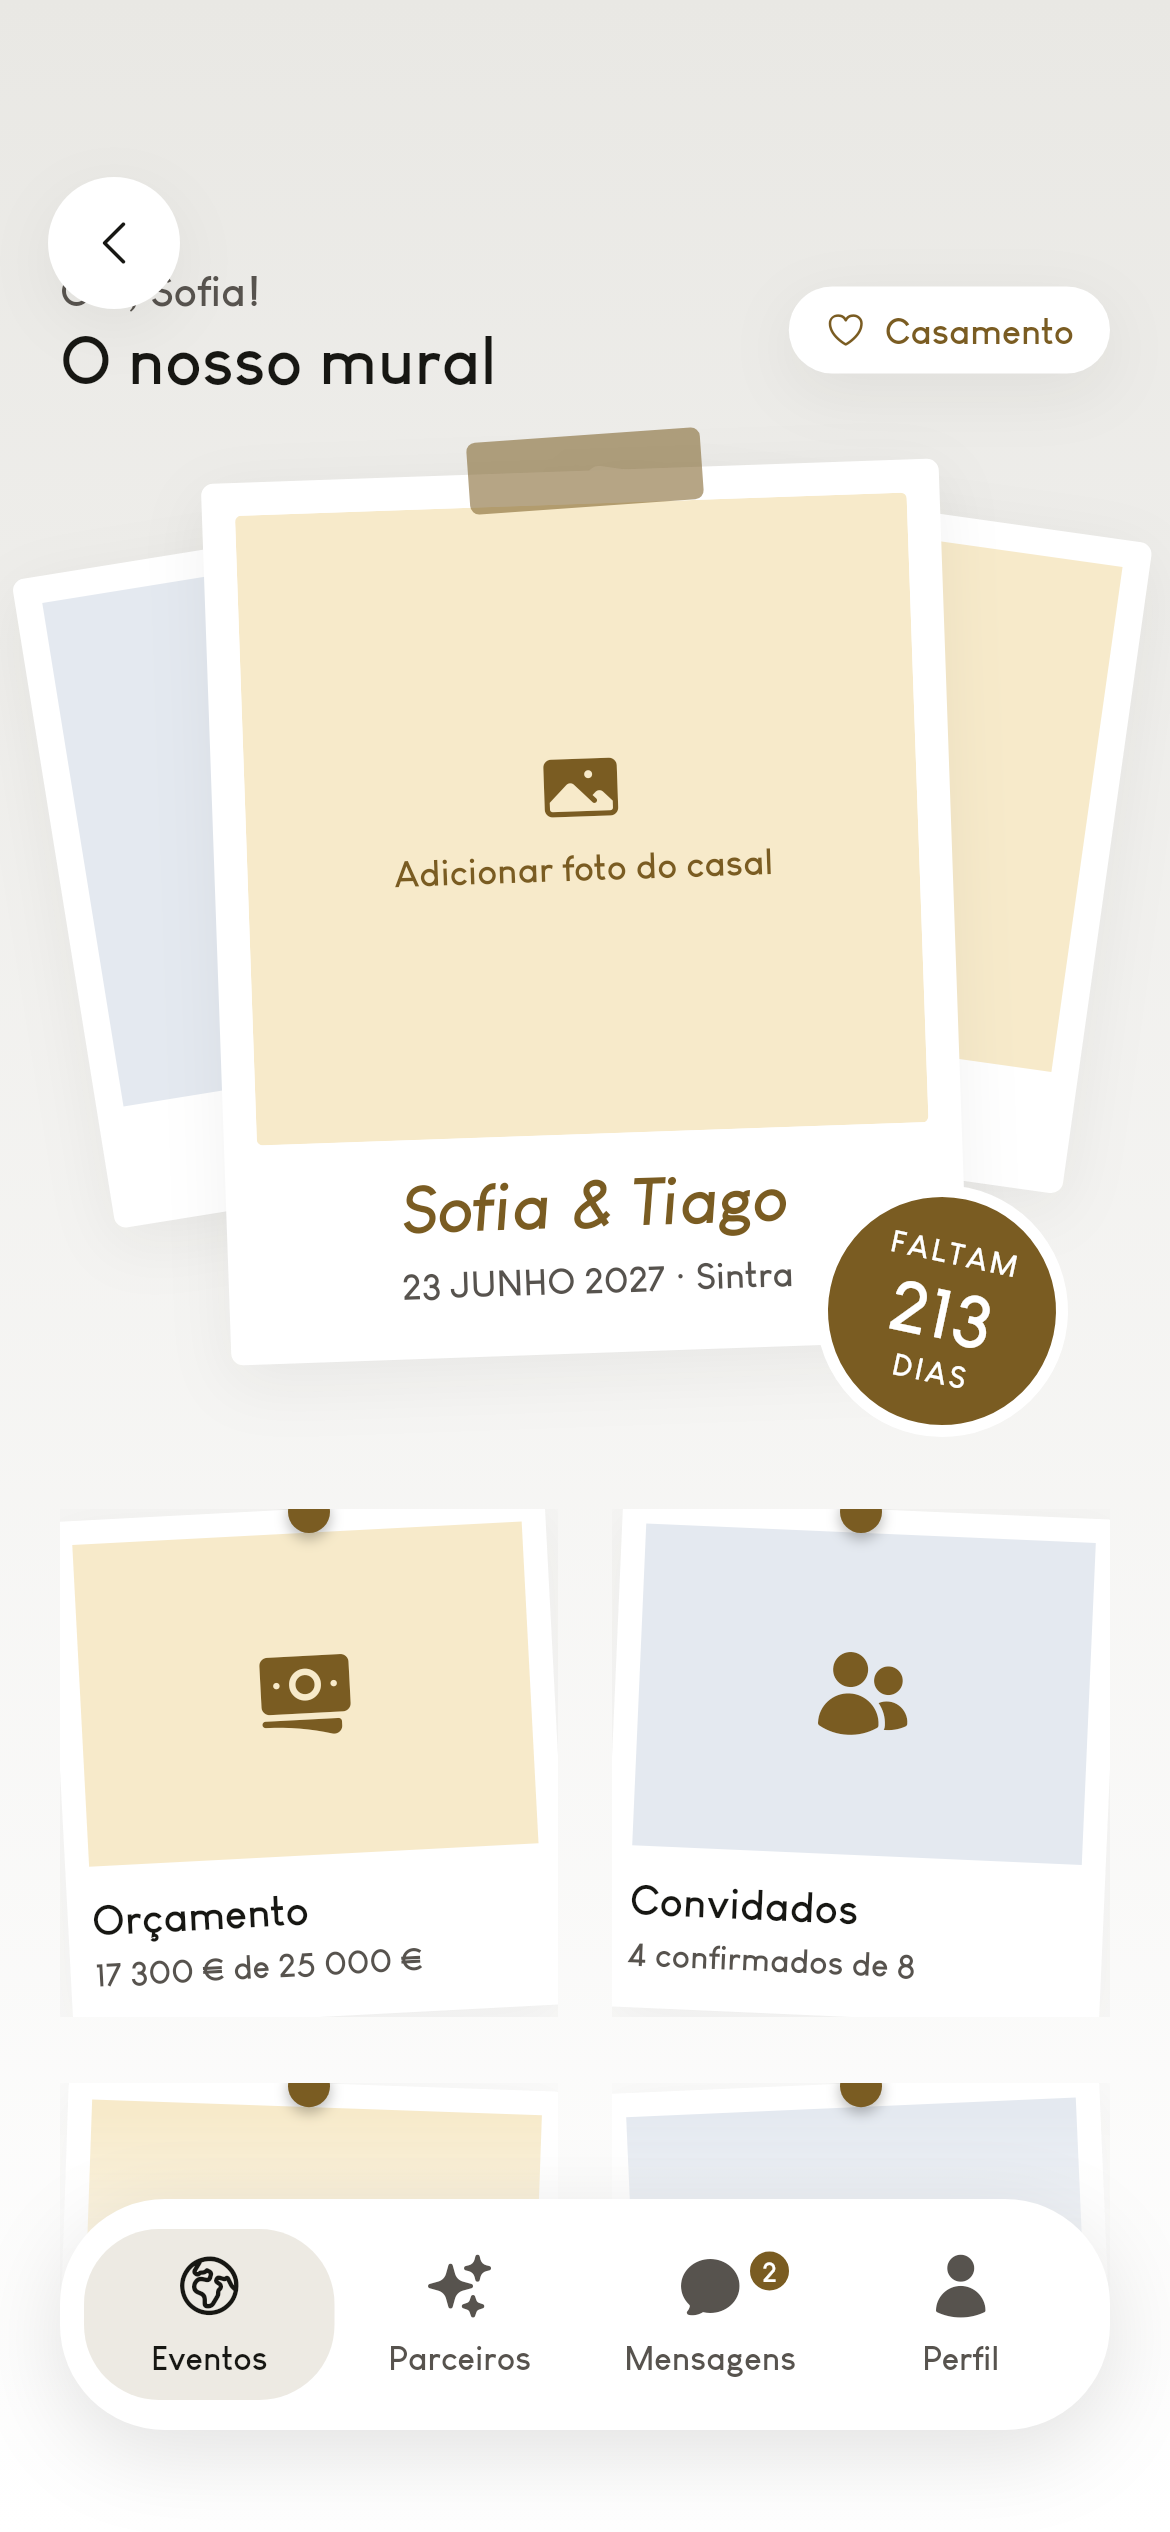 Sofia!
O nosso mural
Casamento
Adicionar foto do casal
Sofia & Tiago
23 JUNHO 2027 · Sintra
FALTAM
213
DIAS
Orçamento
17 300 € de 25 000 €
Convidados
4 confirmados de 8
Eventos
Parceiros
Mensagens
2
Perfil